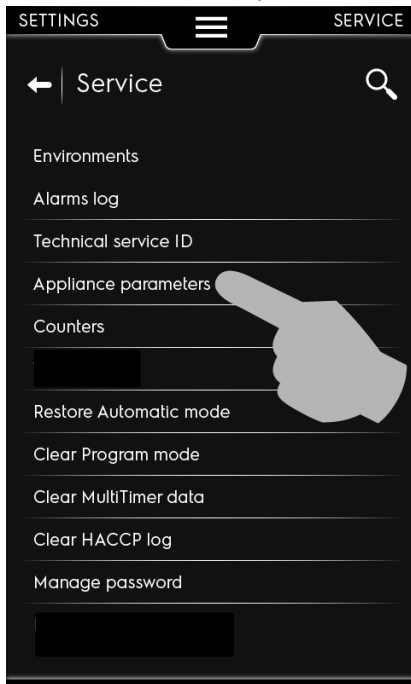 SETTINGS SERVICE
Service
Environments
Alarms log
Technical service ID
Appliance parameters
Counters
Restore Automatic mode
Clear Program mode
Clear MultiTimer data
Clear HACCP log
Manage password